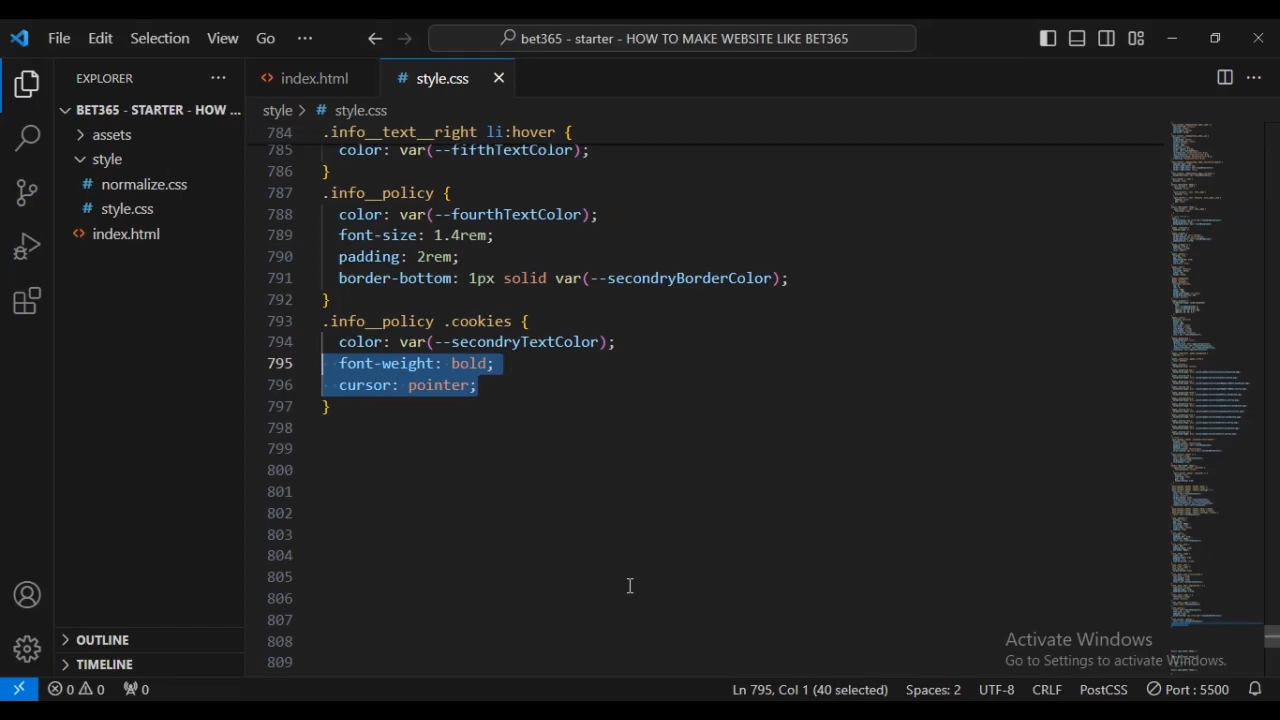 File Edit Selection View Go ··· bet365 - starter - HOW TO MAKE WEBSITE LIKE BET365
EXPLORER ··· <> index.html # style.css
BET365 - STARTER - HOW ... style > # style.css
assets
style
# normalize.css
# style.css
<> index.html
784 .info__text__right li:hover {
785 color: var(--fifthTextColor);
786 }
787 .info__policy {
788 color: var(--fourthTextColor);
789 font-size: 1.4rem;
790 padding: 2rem;
791 border-bottom: 1px solid var(--secondryBorderColor);
792 }
793 .info__policy .cookies {
794 color: var(--secondryTextColor);
795 font-weight: bold;
796 cursor: pointer;
797 }
798
799
800
801
802
803
804
805
806
807
808
809
OUTLINE
TIMELINE
Activate Windows
Go to Settings to activate Windows.
0 0 0 Ln 795, Col 1 (40 selected) Spaces: 2 UTF-8 CRLF PostCSS Port : 5500